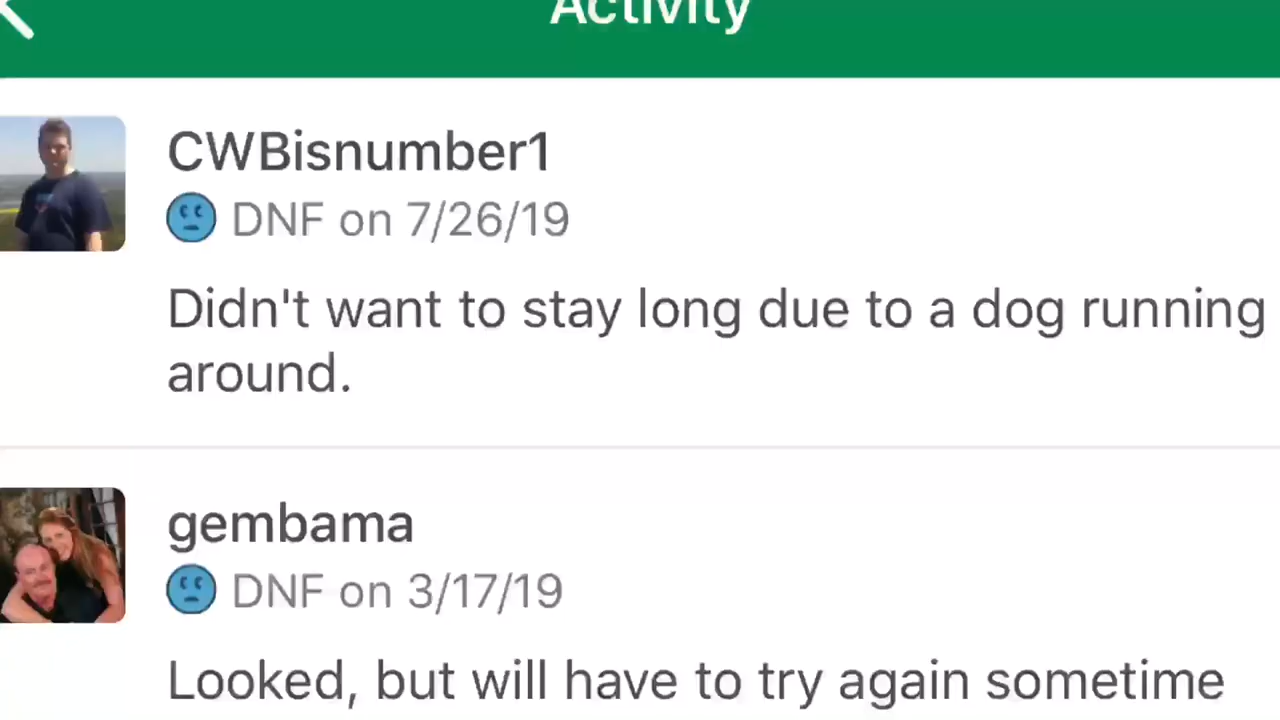 Activity
CWBisnumber1
DNF on 7/26/19
Didn't want to stay long due to a dog running
around.
gembama
DNF on 3/17/19
Looked, but will have to try again sometime